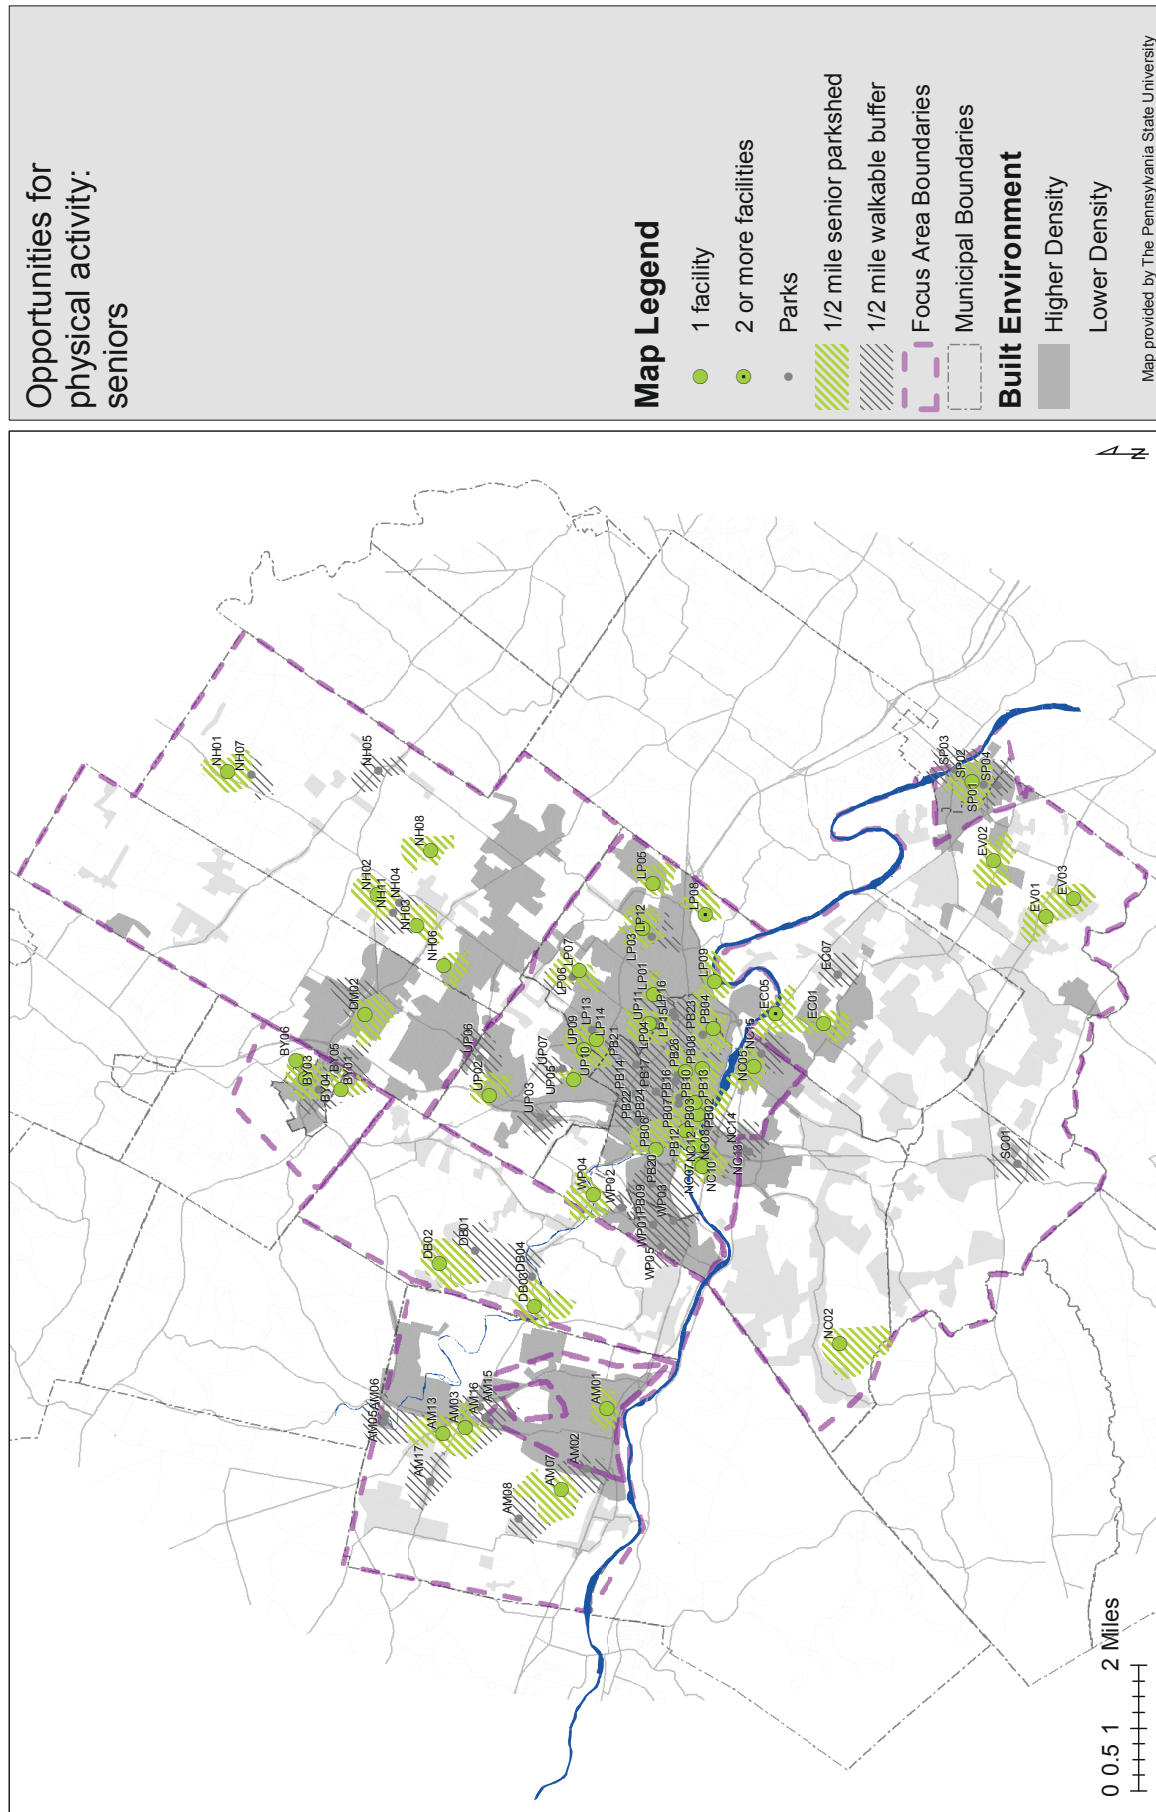 Opportunities for
physical activity:
seniors
Map Legend
1 facility
2 or more facilities
Parks
1/2 mile senior parkshed
1/2 mile walkable buffer
Focus Area Boundaries
Municipal Boundaries
Built Environment
Higher Density
Lower Density
Map provided by The Pennsylvania State University
N
0 0.5 1 2 Miles
NH01
NH07
NH05
NH02
NH11
NH04
NH03
NH08
NH06
DM02
BY06
BY03
BY04
BY05
BY01
UP06
UP02
UP03
UP07
UP05
UP10
UP09
LP13
LP14
PB21
LP06
LP07
LP03
LP12
LP05
LP08
LP09
LP01
UP11
LP16
LP15
LP04
PB23
PB04
PB26
PB08
PB17
PB14
PB16
PB10
PB13
PB22
PB24
PB07
PB03
PB02
PB06
PB12
NC12
NC08
PB20
NC07
NC10
WP04
WP02
PB09
WP03
WP01
WP05
NC14
NC13
NC15
NC05
EC05
EC01
EC07
SC01
NC02
SP03
SP02
SP04
SP01
EV02
EV01
EV03
DB02
DB01
DB04
DB03
AM06
AM05
AM13
AM03
AM16
AM15
AM17
AM08
AM07
AM02
AM01